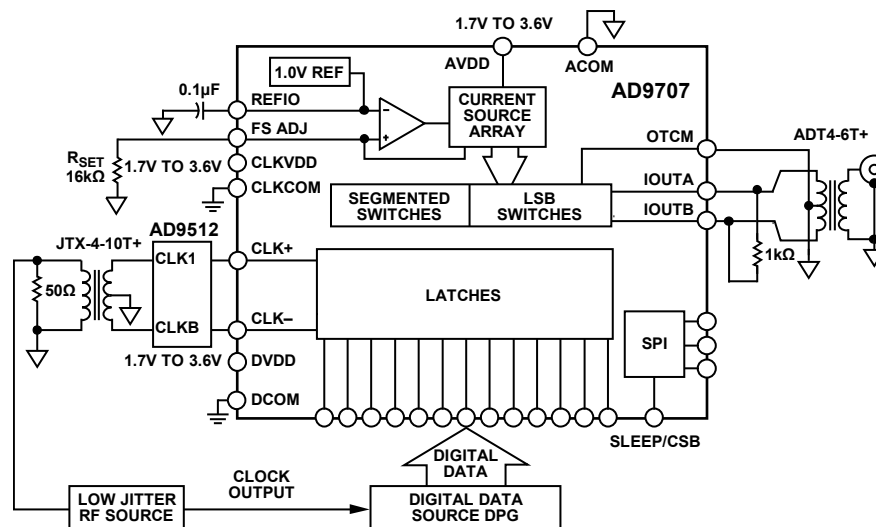 1.7V TO 3.6V
AVDD
ACOM
1.0V REF
AD9707
0.1µF
REFIO
FS ADJ
CURRENT
SOURCE
ARRAY
–
+
RSET
16kΩ
1.7V TO 3.6V
CLKVDD
CLKCOM
OTCM
ADT4-6T+
SEGMENTED
SWITCHES
LSB
SWITCHES
IOUTA
IOUTB
1kΩ
AD9512
JTX-4-10T+
CLK1
CLK+
50Ω
CLKB
CLK–
LATCHES
SPI
1.7V TO 3.6V
DVDD
DCOM
SLEEP/CSB
DIGITAL
DATA
CLOCK
OUTPUT
LOW JITTER
RF SOURCE
DIGITAL DATA
SOURCE DPG